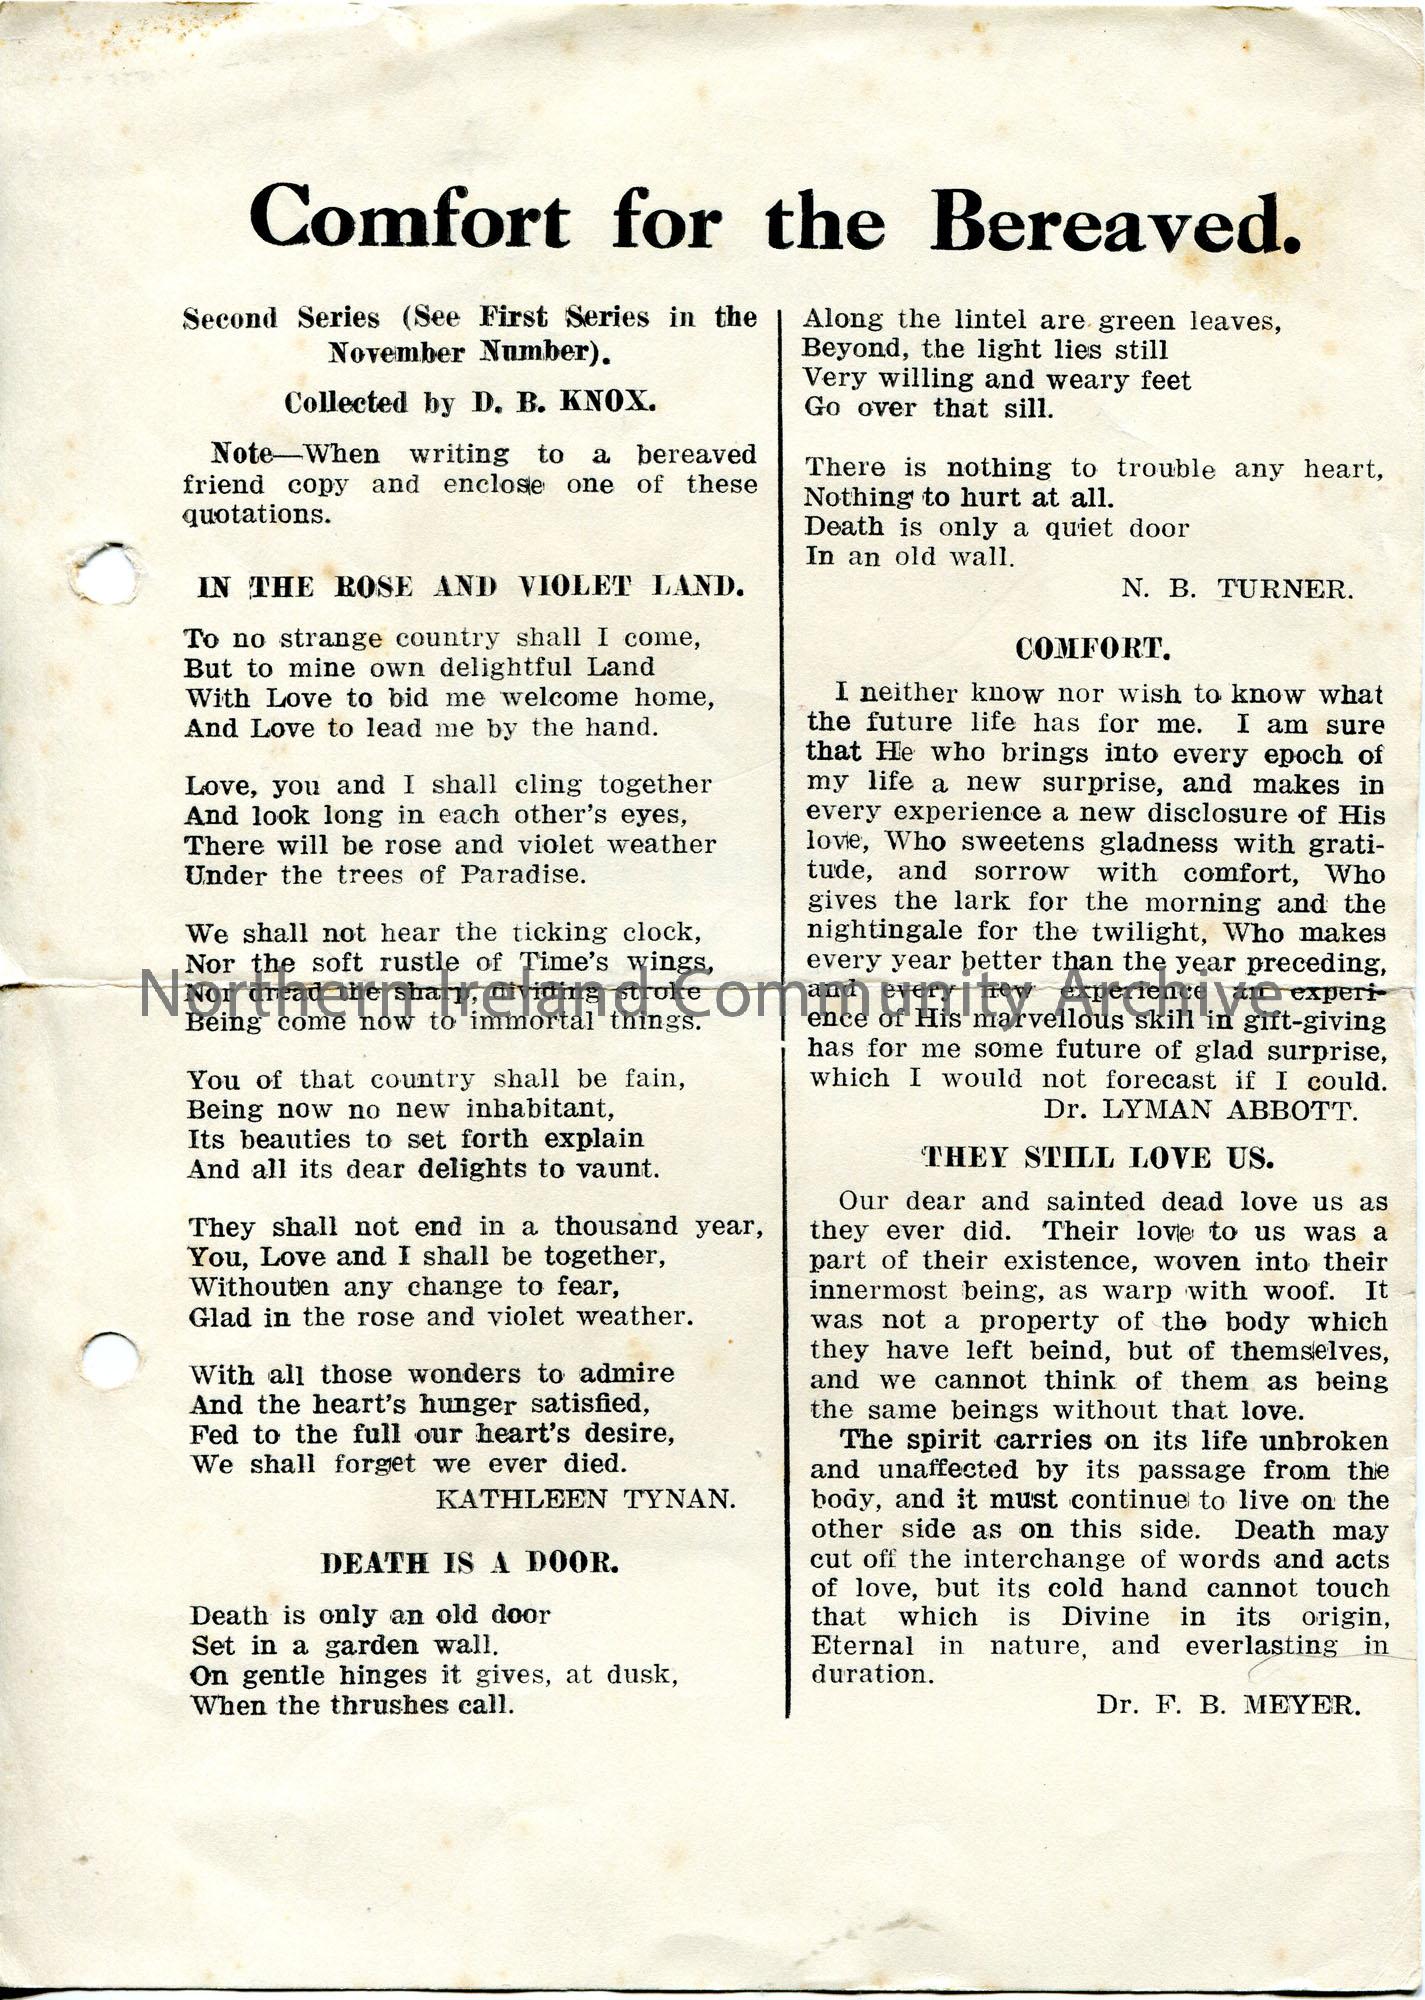 Comfort for the Bereaved.
Second Series (See First Series in the
November Number).
Collected by D. B. KNOX.
Note—When writing to a bereaved
friend copy and enclose one of these
quotations.
IN THE ROSE AND VIOLET LAND.
To no strange country shall I come,
But to mine own delightful Land
With Love to bid me welcome home,
And Love to lead me by the hand.
Love, you and I shall cling together
And look long in each other's eyes,
There will be rose and violet weather
Under the trees of Paradise.
We shall not hear the ticking clock,
Nor the soft rustle of Time's wings,
Nor dread the sharp, dividing stroke
Being come now to immortal things.
You of that country shall be fain,
Being now no new inhabitant,
Its beauties to set forth explain
And all its dear delights to vaunt.
They shall not end in a thousand year,
You, Love and I shall be together,
Withouten any change to fear,
Glad in the rose and violet weather.
With all those wonders to admire
And the heart's hunger satisfied,
Fed to the full our heart's desire,
We shall forget we ever died.
KATHLEEN TYNAN.
DEATH IS A DOOR.
Death is only an old door
Set in a garden wall.
On gentle hinges it gives, at dusk,
When the thrushes call.
Along the lintel are green leaves,
Beyond, the light lies still
Very willing and weary feet
Go over that sill.
There is nothing to trouble any heart,
Nothing to hurt at all.
Death is only a quiet door
In an old wall.
N. B. TURNER.
COMFORT.
I neither know nor wish to know what
the future life has for me. I am sure
that He who brings into every epoch of
my life a new surprise, and makes in
every experience a new disclosure of His
love, Who sweetens gladness with grati-
tude, and sorrow with comfort, Who
gives the lark for the morning and the
nightingale for the twilight, Who makes
every year better than the year preceding,
and every new experience an experi-
ence of His marvellous skill in gift-giving
has for me some future of glad surprise,
which I would not forecast if I could.
Dr. LYMAN ABBOTT.
THEY STILL LOVE US.
Our dear and sainted dead love us as
they ever did. Their love to us was a
part of their existence, woven into their
innermost being, as warp with woof. It
was not a property of the body which
they have left beind, but of themselves,
and we cannot think of them as being
the same beings without that love.
The spirit carries on its life unbroken
and unaffected by its passage from the
body, and it must continue to live on the
other side as on this side. Death may
cut off the interchange of words and acts
of love, but its cold hand cannot touch
that which is Divine in its origin,
Eternal in nature, and everlasting in
duration.
Dr. F. B. MEYER.
Northern Ireland Community Archive